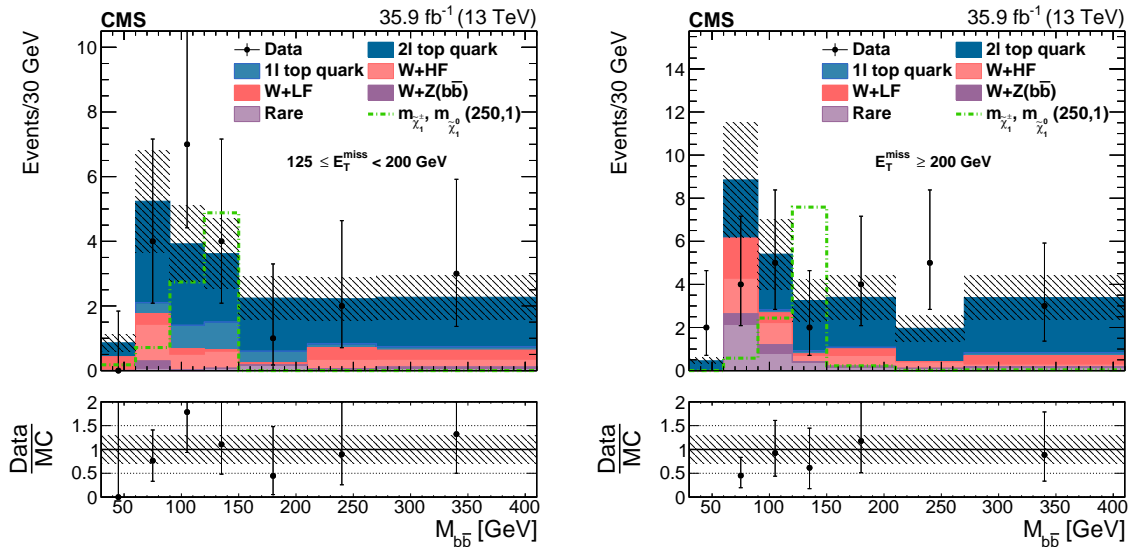 CMS 35.9 fb⁻¹ (13 TeV)
Events/30 GeV
10
8
6
4
2
0
Data 2l top quark
1l top quark W+HF
W+LF W+Z(bb̅)
Rare m_χ̃₁±, m_χ̃₁⁰ (250,1)
125 ≤ E_T^miss < 200 GeV
Data/MC
2
1.5
1
0.5
0
50 100 150 200 250 300 350 400
M_bb̅ [GeV]
CMS 35.9 fb⁻¹ (13 TeV)
Events/30 GeV
14
12
10
8
6
4
2
0
Data 2l top quark
1l top quark W+HF
W+LF W+Z(bb̅)
Rare m_χ̃₁±, m_χ̃₁⁰ (250,1)
E_T^miss ≥ 200 GeV
Data/MC
2
1.5
1
0.5
0
50 100 150 200 250 300 350 400
M_bb̅ [GeV]